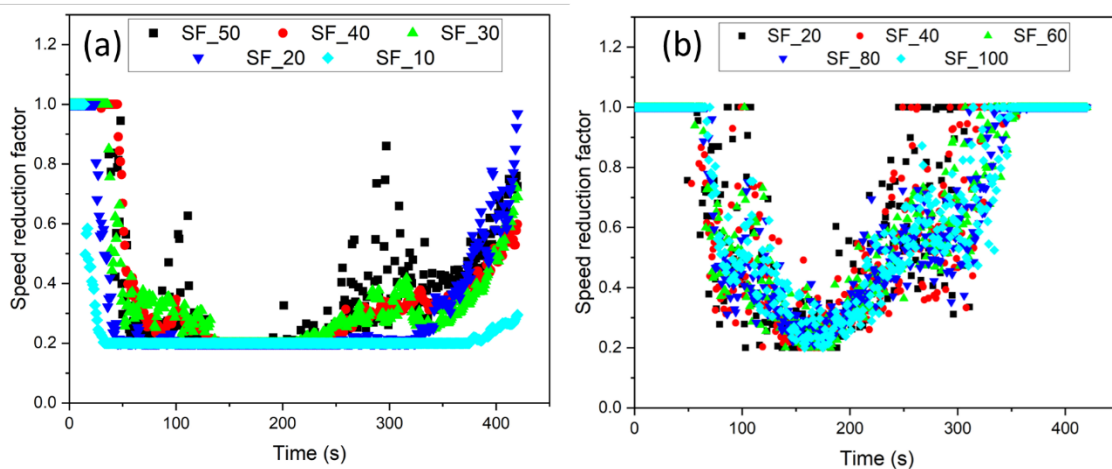 (a)
SF_50 SF_40 SF_30
SF_20 SF_10
1.2
1.0
0.8
0.6
0.4
0.2
0.0
Speed reduction factor
0 100 200 300 400
Time (s)
(b)
SF_20 SF_40 SF_60
SF_80 SF_100
1.2
1.0
0.8
0.6
0.4
0.2
0.0
Speed reduction factor
0 100 200 300 400
Time (s)